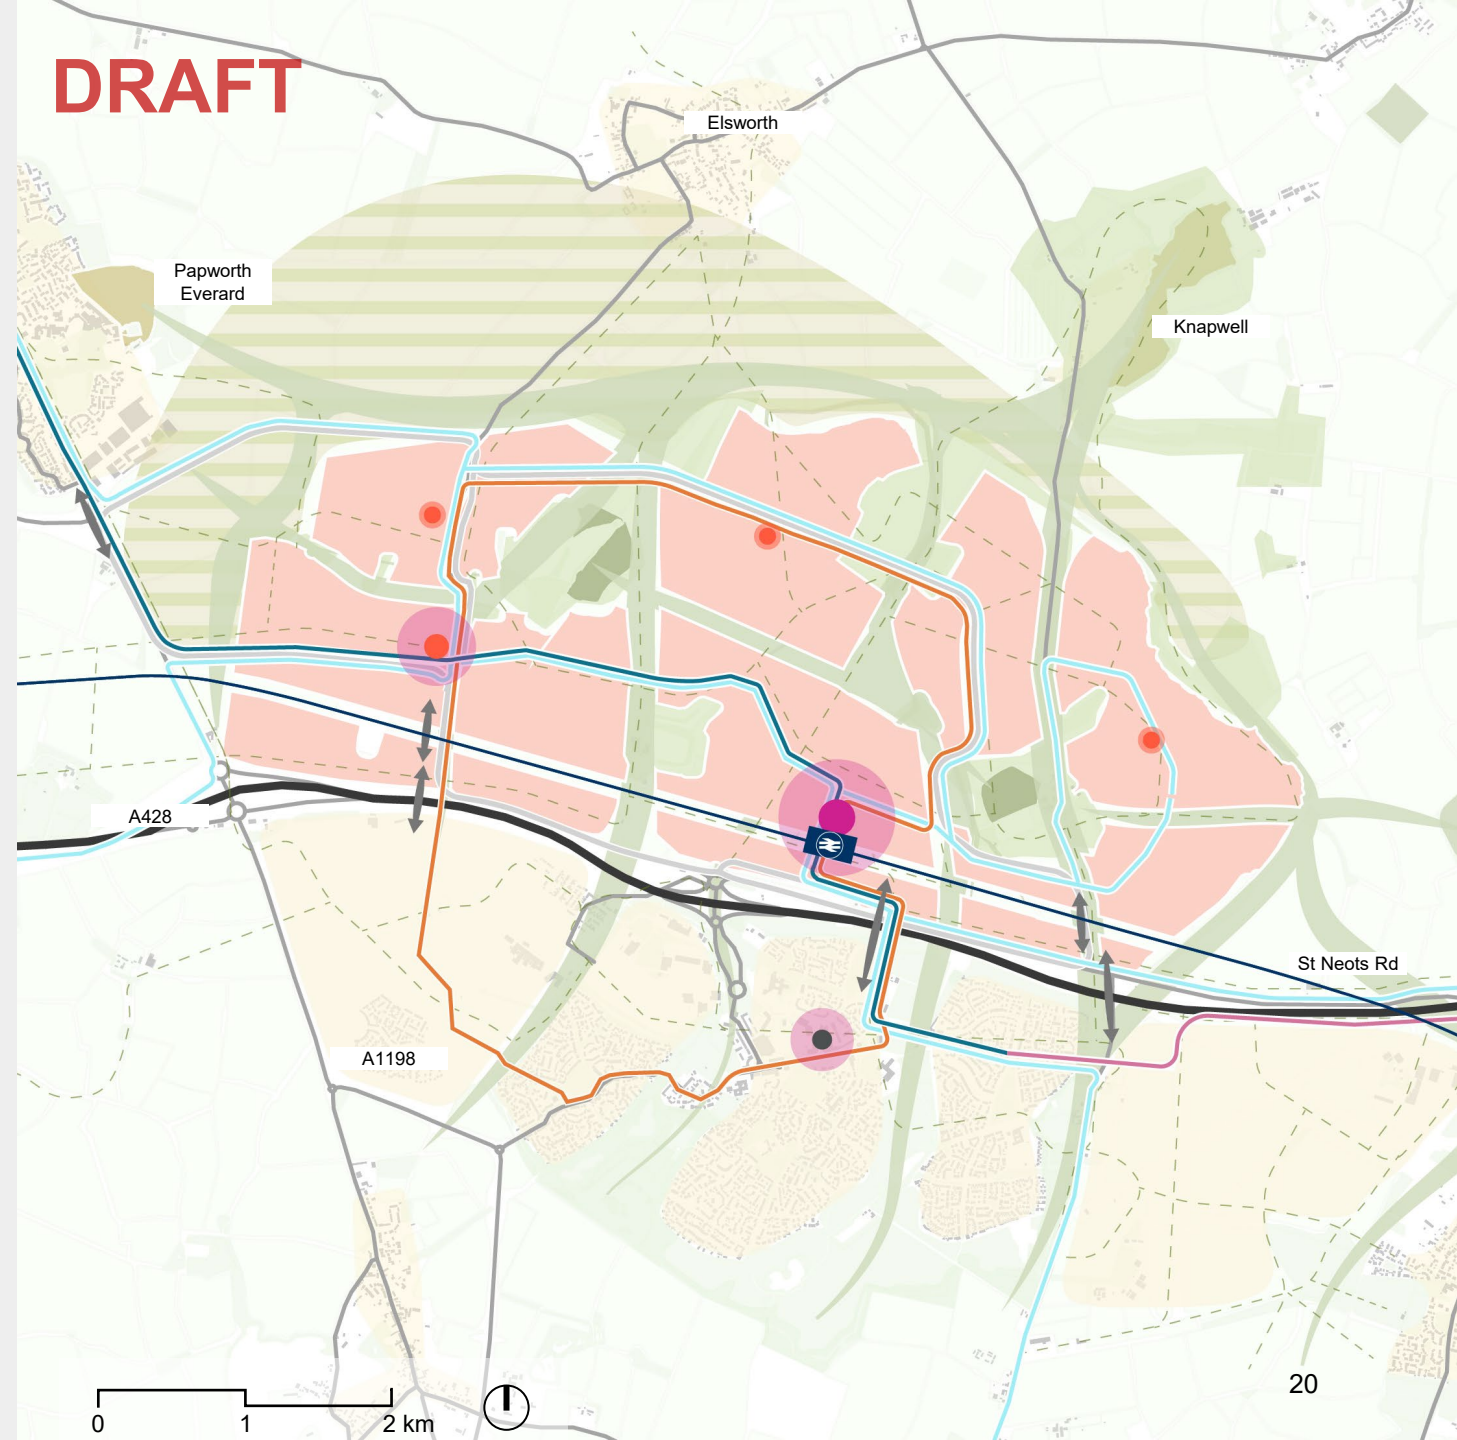 DRAFT
Elsworth
Papworth
Everard
Knapwell
A428
St Neots Rd
A1198
20
0 1 2 km